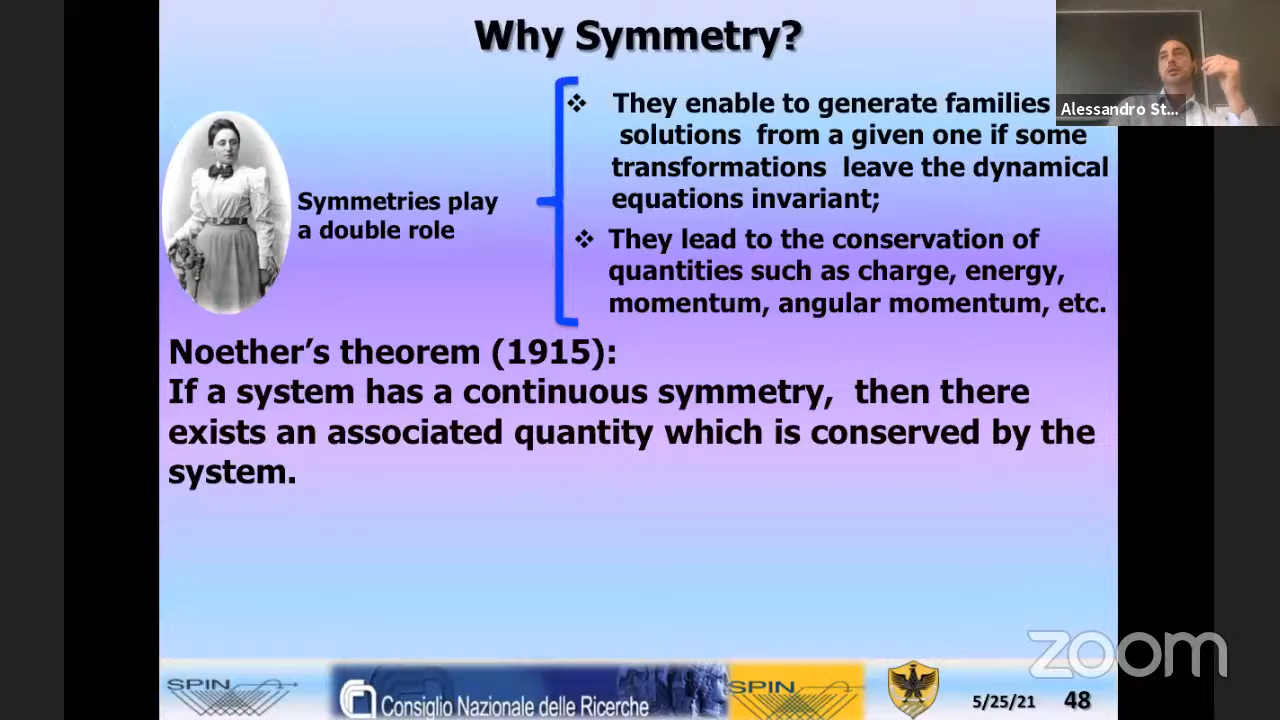 Why Symmetry?
❖ They enable to generate families
solutions from a given one if some
transformations leave the dynamical
equations invariant;
Symmetries play
a double role
❖ They lead to the conservation of
quantities such as charge, energy,
momentum, angular momentum, etc.
Noether's theorem (1915):
If a system has a continuous symmetry, then there
exists an associated quantity which is conserved by the
system.
Alessandro St...
zoom
SPIN
Consiglio Nazionale delle Ricerche
SPIN
5/25/21 48